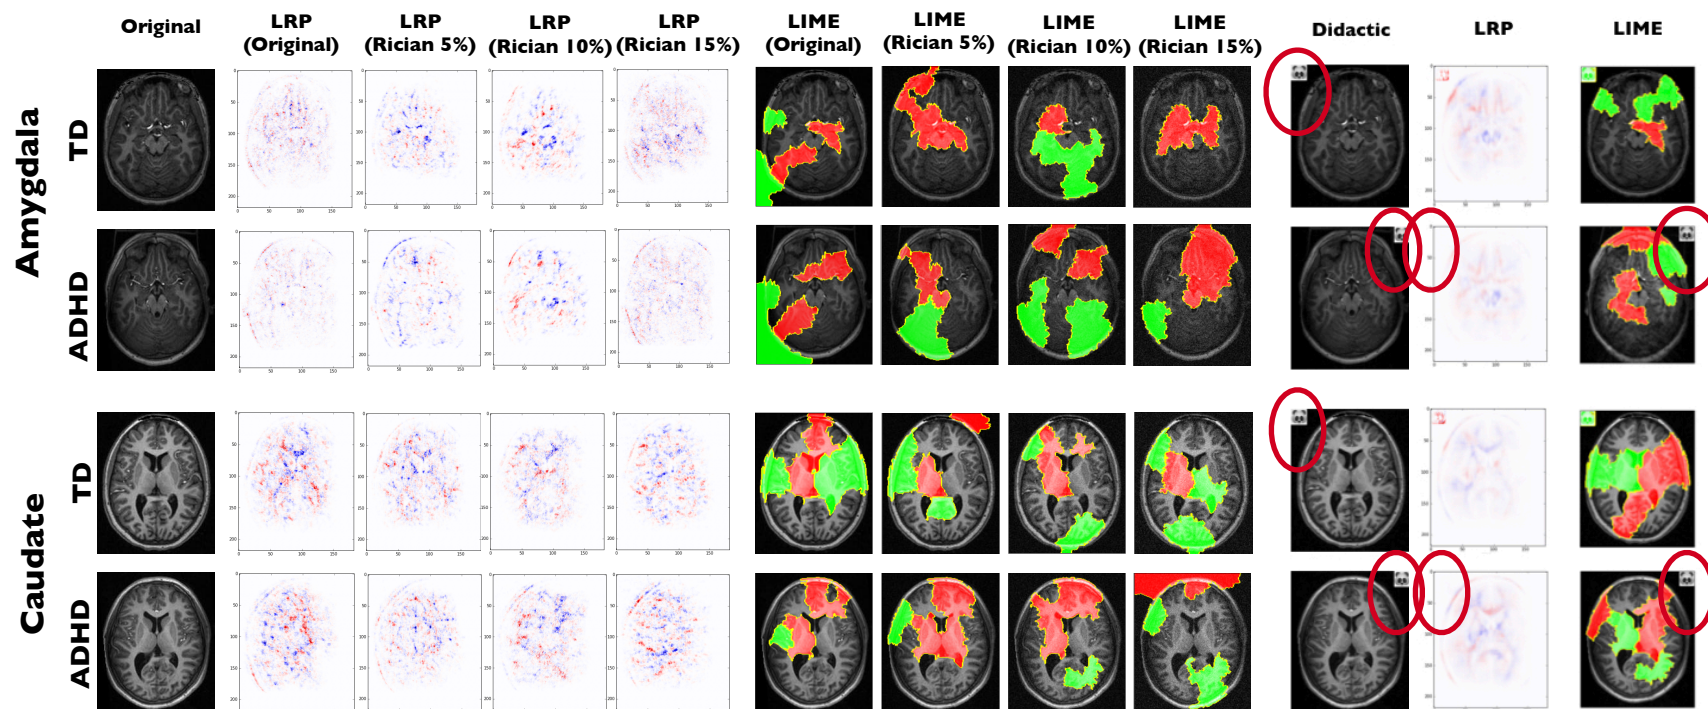 Original
LRP
(Original)
LRP
(Rician 5%)
LRP
(Rician 10%)
LRP
(Rician 15%)
LIME
(Original)
LIME
(Rician 5%)
LIME
(Rician 10%)
LIME
(Rician 15%)
Didactic
LRP
LIME
Amygdala
TD
ADHD
Caudate
TD
ADHD